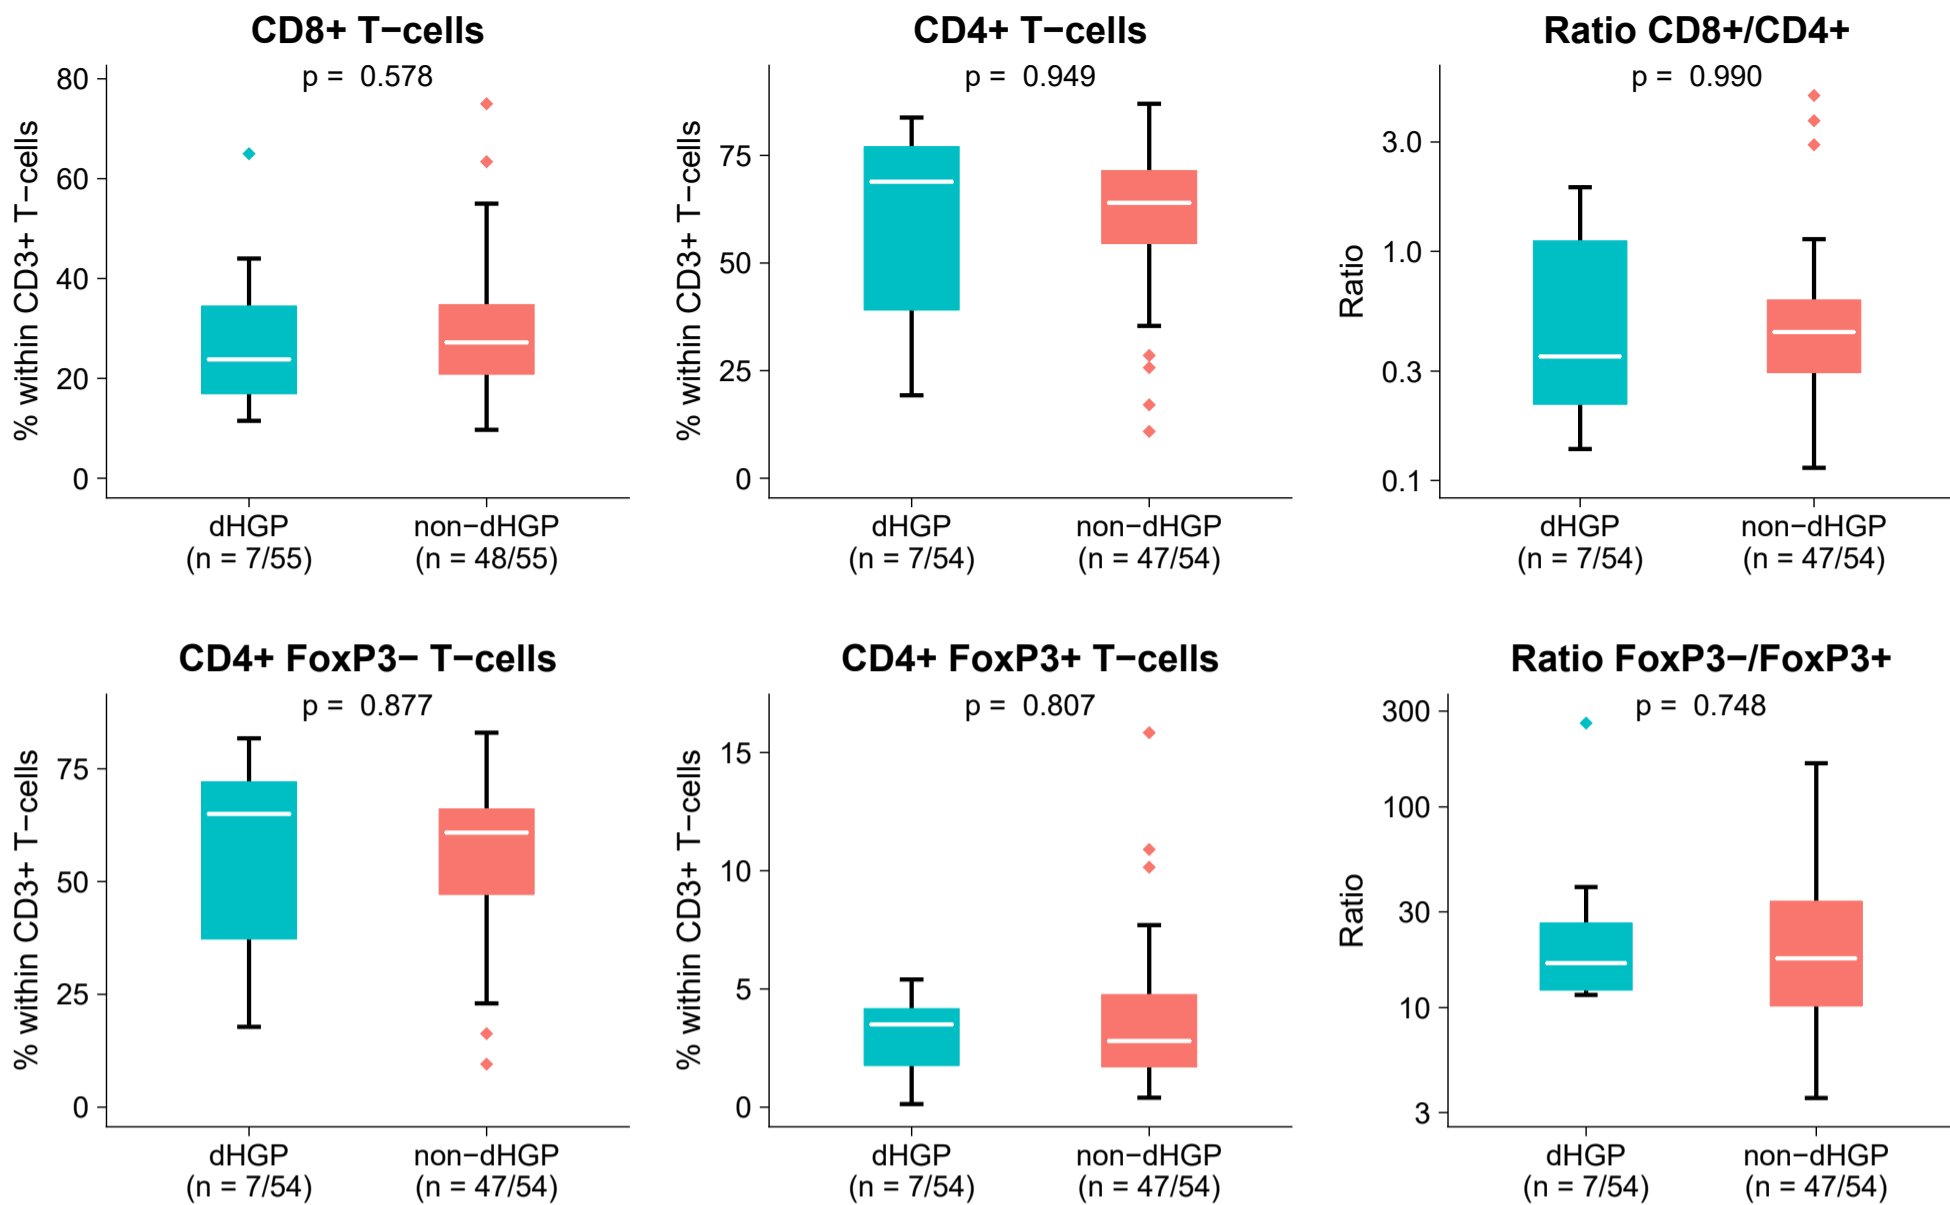 CD8+ T−cells
p = 0.578
% within CD3+ T−cells
80
60
40
20
0
dHGP
(n = 7/55)
non−dHGP
(n = 48/55)
CD4+ T−cells
p = 0.949
% within CD3+ T−cells
75
50
25
0
dHGP
(n = 7/54)
non−dHGP
(n = 47/54)
Ratio CD8+/CD4+
p = 0.990
Ratio
3.0
1.0
0.3
0.1
dHGP
(n = 7/54)
non−dHGP
(n = 47/54)
CD4+ FoxP3− T−cells
p = 0.877
% within CD3+ T−cells
75
50
25
0
dHGP
(n = 7/54)
non−dHGP
(n = 47/54)
CD4+ FoxP3+ T−cells
p = 0.807
% within CD3+ T−cells
15
10
5
0
dHGP
(n = 7/54)
non−dHGP
(n = 47/54)
Ratio FoxP3−/FoxP3+
p = 0.748
Ratio
300
100
30
10
3
dHGP
(n = 7/54)
non−dHGP
(n = 47/54)